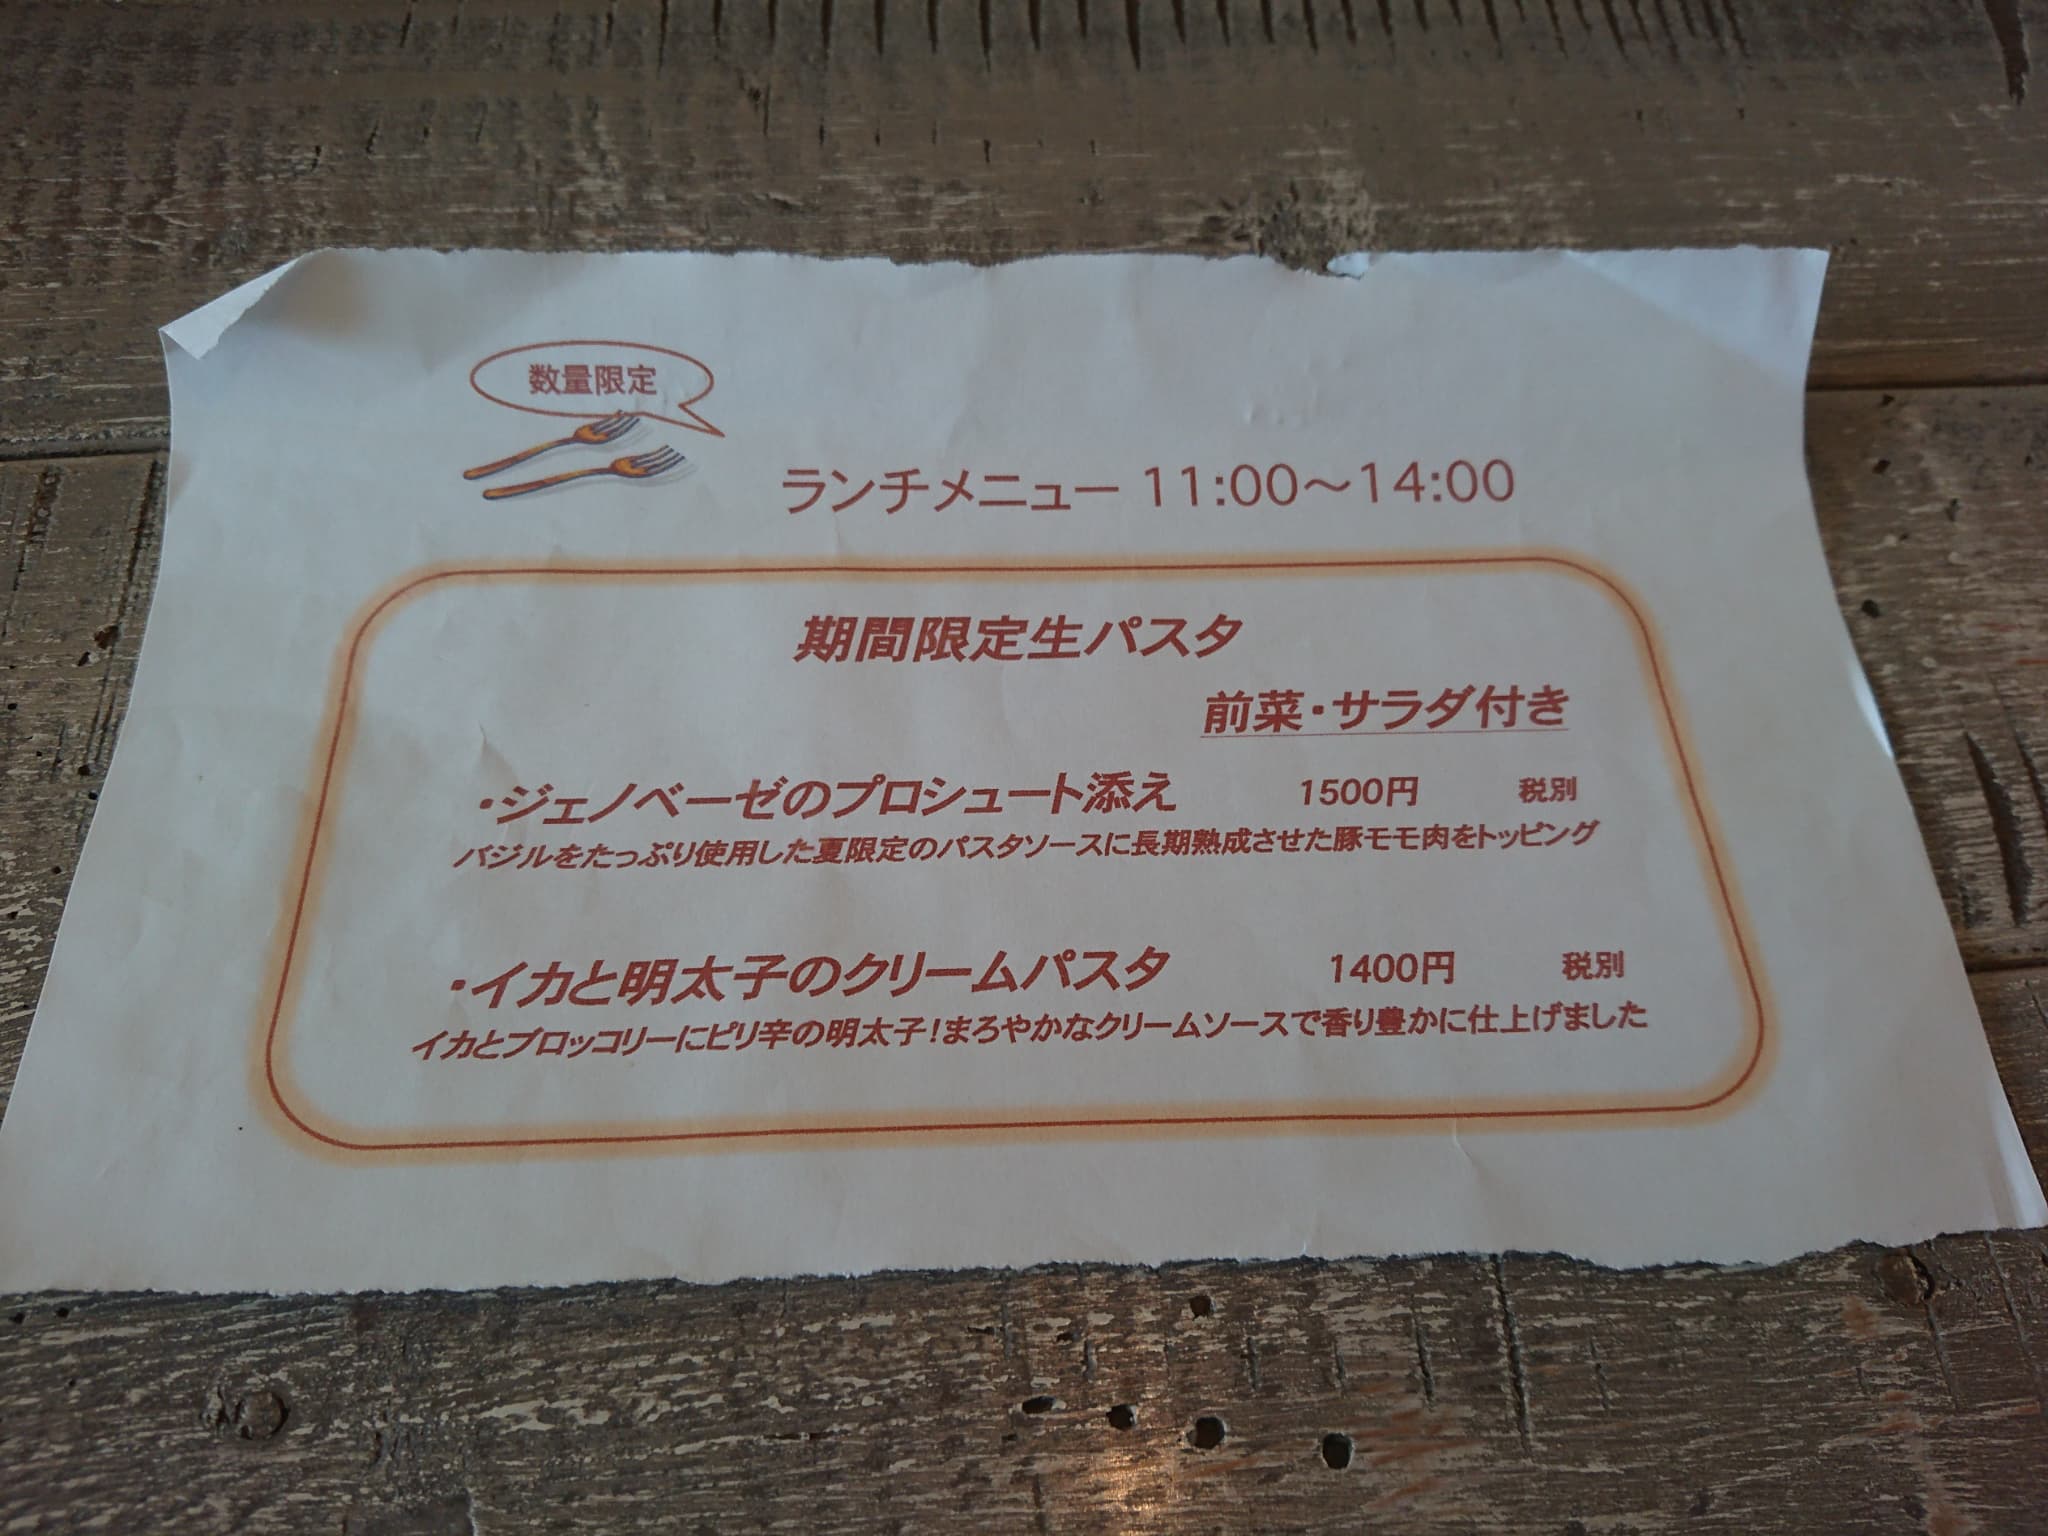 数量限定
ランチメニュー 11:00～14:00
期間限定生パスタ
前菜・サラダ付き
・ジェノベーゼのプロシュート添え 1500円 税別
バジルをたっぷり使用した夏限定のパスタソースに長期熟成させた豚モモ肉をトッピング
・イカと明太子のクリームパスタ 1400円 税別
イカとブロッコリーにピリ辛の明太子！まろやかなクリームソースで香り豊かに仕上げました